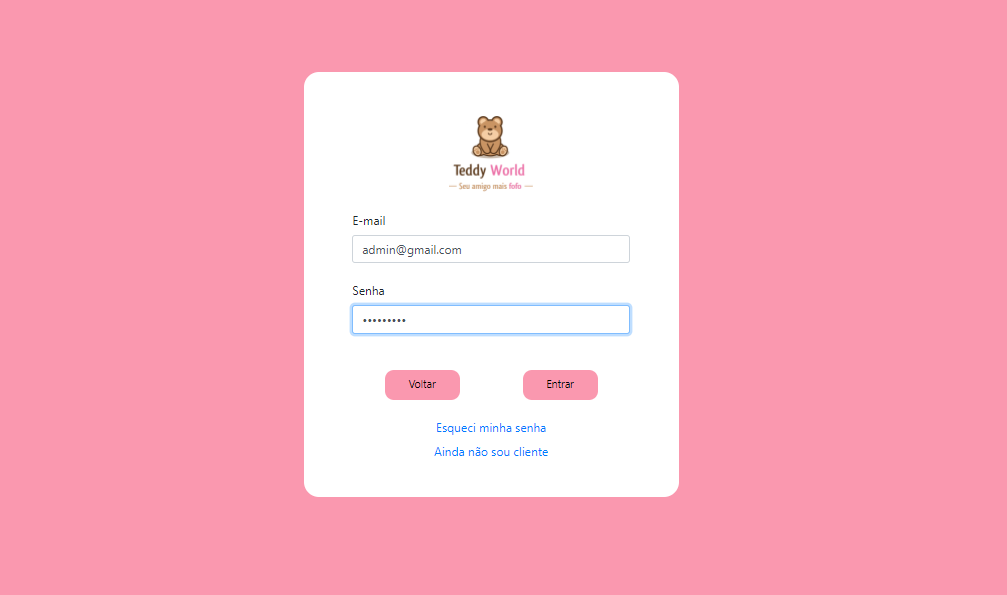 Teddy World
— Seu amigo mais fofo —
E-mail
admin@gmail.com
Senha
•••••••••
Voltar Entrar
Esqueci minha senha
Ainda não sou cliente